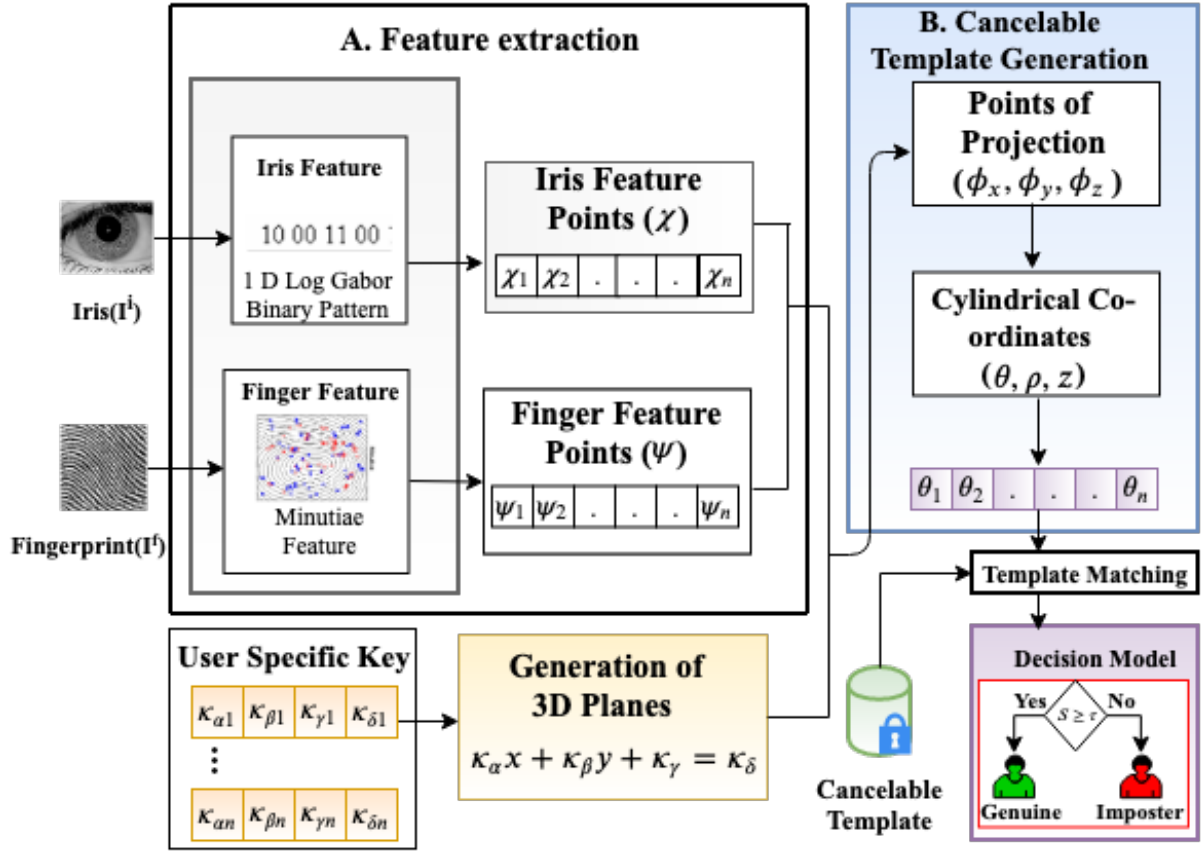 A. Feature extraction
Iris Feature
10 00 11 00
1 D Log Gabor
Binary Pattern
Iris(Iⁱ)
Iris Feature
Points (χ)
χ₁ χ₂ . . . χₙ
Finger Feature
Minutiae
Feature
Fingerprint(Iᶠ)
Finger Feature
Points (ψ)
ψ₁ ψ₂ . . . ψₙ
User Specific Key
κα1 κβ1 κγ1 κδ1
⋮
καn κβn κγn κδn
Generation of
3D Planes
καx + κβy + κγ = κδ
B. Cancelable
Template Generation
Points of
Projection
(ϕx, ϕy, ϕz )
Cylindrical Co-
ordinates
(θ, ρ, z)
θ₁ θ₂ . . . θₙ
Template Matching
Cancelable
Template
Decision Model
Yes
S ≥ τ
No
Genuine
Imposter